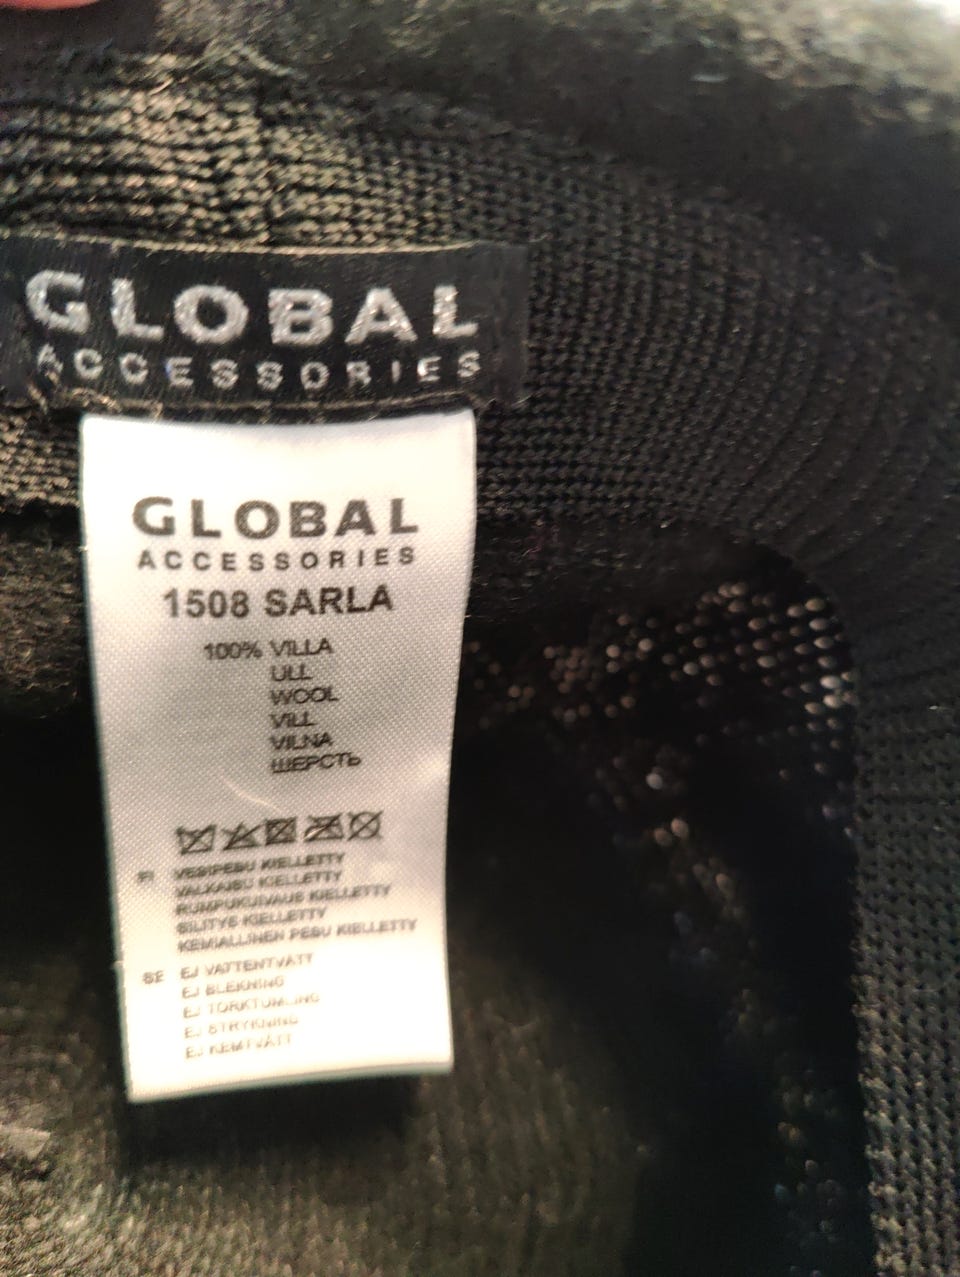 GLOBAL
ACCESSORIES
GLOBAL
ACCESSORIES
1508 SARLA
100% VILLA
ULL
WOOL
VILL
VILNA
ШЕРСТЬ
FI VESIPESU KIELLETTY
VALKAISU KIELLETTY
RUMPUKUIVAUS KIELLETTY
SILITYS KIELLETTY
KEMIALLINEN PESU KIELLETTY
SE EJ VATTENTVÄTT
EJ BLEKNING
EJ TORKTUMLING
EJ STRYKNING
EJ KEMTVÄTT